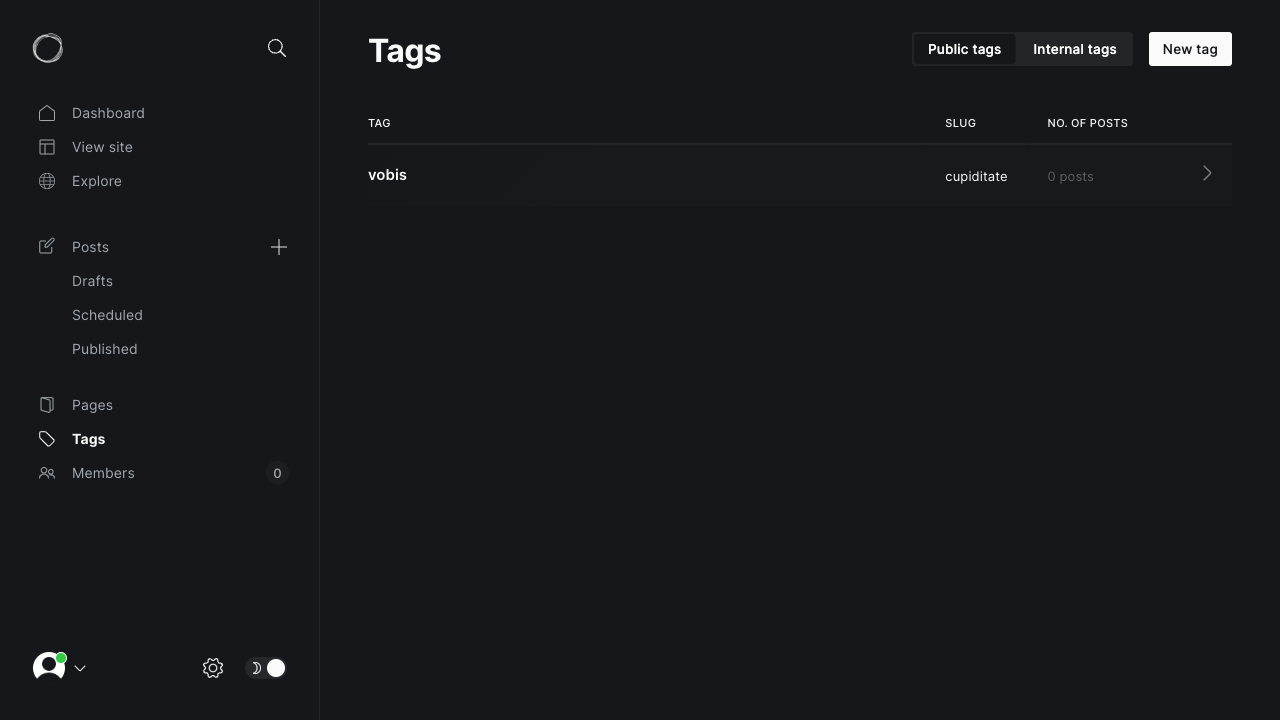 Dashboard
View site
Explore
Posts
Drafts
Scheduled
Published
Pages
Tags
Members 0
Tags
Public tags Internal tags New tag
TAG SLUG NO. OF POSTS
vobis cupiditate 0 posts